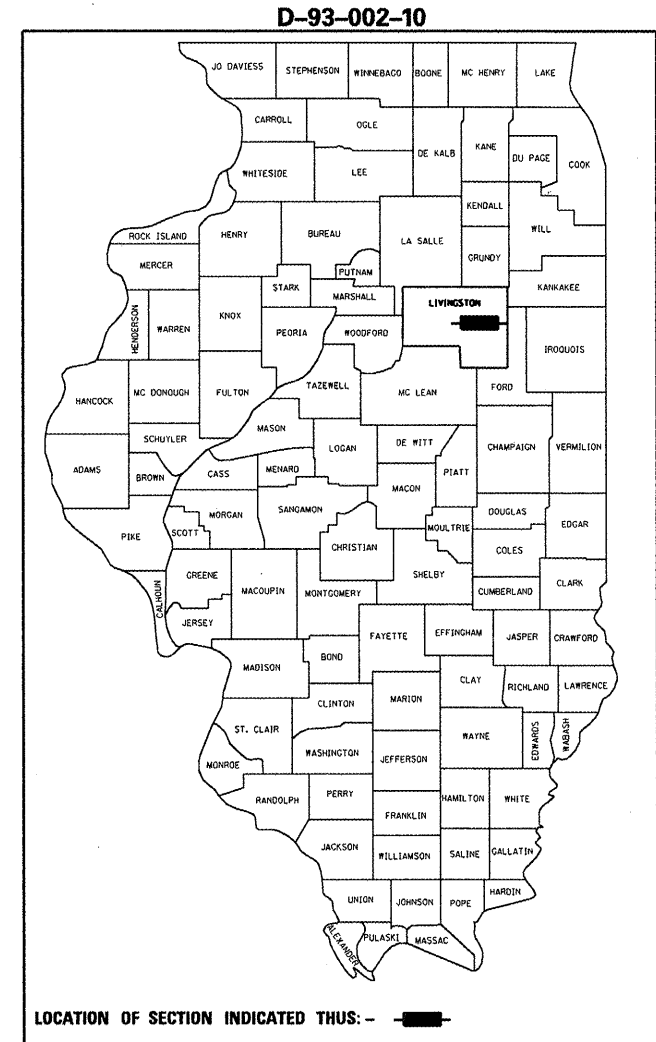 D-93-002-10
JO DAVIESS
STEPHENSON
WINNEBAGO
BOONE
MC HENRY
LAKE
CARROLL
OGLE
DE KALB
KANE
DU PAGE
COOK
WHITESIDE
LEE
KENDALL
WILL
ROCK ISLAND
HENRY
BUREAU
LA SALLE
GRUNDY
MERCER
PUTNAM
STARK
MARSHALL
LIVINGSTON
KANKAKEE
HENDERSON
WARREN
KNOX
PEORIA
WOODFORD
IROQUOIS
HANCOCK
MC DONOUGH
FULTON
TAZEWELL
MC LEAN
FORD
SCHUYLER
MASON
LOGAN
DE WITT
CHAMPAIGN
VERMILION
ADAMS
BROWN
CASS
MENARD
MACON
PIATT
PIKE
SCOTT
MORGAN
SANGAMON
CHRISTIAN
MOULTRIE
DOUGLAS
EDGAR
COLES
CALHOUN
GREENE
MACOUPIN
MONTGOMERY
SHELBY
CUMBERLAND
CLARK
JERSEY
FAYETTE
EFFINGHAM
JASPER
CRAWFORD
MADISON
BOND
CLAY
RICHLAND
LAWRENCE
CLINTON
MARION
ST. CLAIR
WAYNE
EDWARDS
WABASH
WASHINGTON
JEFFERSON
MONROE
RANDOLPH
PERRY
HAMILTON
WHITE
FRANKLIN
JACKSON
WILLIAMSON
SALINE
GALLATIN
UNION
JOHNSON
POPE
HARDIN
ALEXANDER
PULASKI
MASSAC
LOCATION OF SECTION INDICATED THUS: -